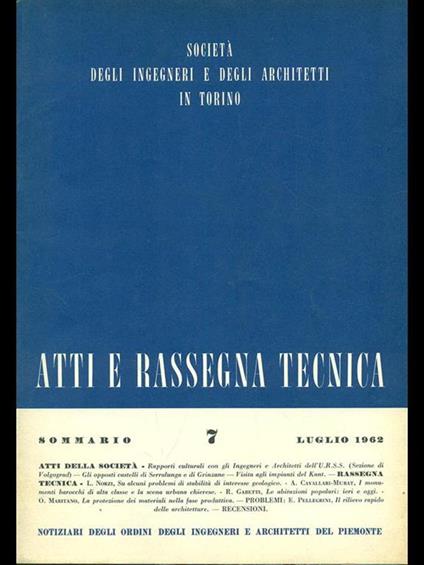 SOCIETÀ
DEGLI INGEGNERI E DEGLI ARCHITETTI
IN TORINO
ATTI E RASSEGNA TECNICA
SOMMARIO 7 LUGLIO 1962
ATTI DELLA SOCIETÀ - Rapporti culturali con gli Ingegneri e Architetti dell'U.R.S.S. (Sezione di
Volgograd) — Gli opposti castelli di Serralunga e di Grinzane — Visita agli impianti del Kant. — RASSEGNA
TECNICA - L. NORZI, Su alcuni problemi di stabilità di interesse geologico. - A. CAVALLARI-MURAT, I monu-
menti barocchi di alta classe e la scena urbana chierese. - R. GABETTI, Le abitazioni popolari: ieri e oggi. -
O. MARITANO, La protezione dei materiali nella fase produttiva. — PROBLEMI: E. PELLEGRINI, Il rilievo rapido
delle architetture. — RECENSIONI.
NOTIZIARI DEGLI ORDINI DEGLI INGEGNERI E ARCHITETTI DEL PIEMONTE